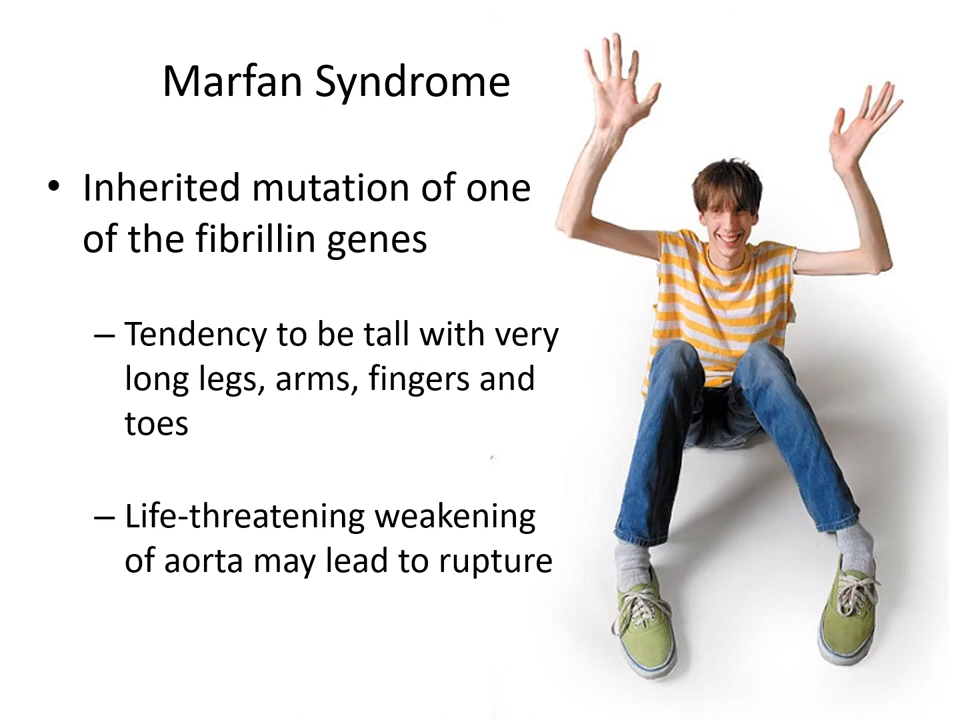 Marfan Syndrome
• Inherited mutation of one
of the fibrillin genes
– Tendency to be tall with very
long legs, arms, fingers and
toes
– Life-threatening weakening
of aorta may lead to rupture